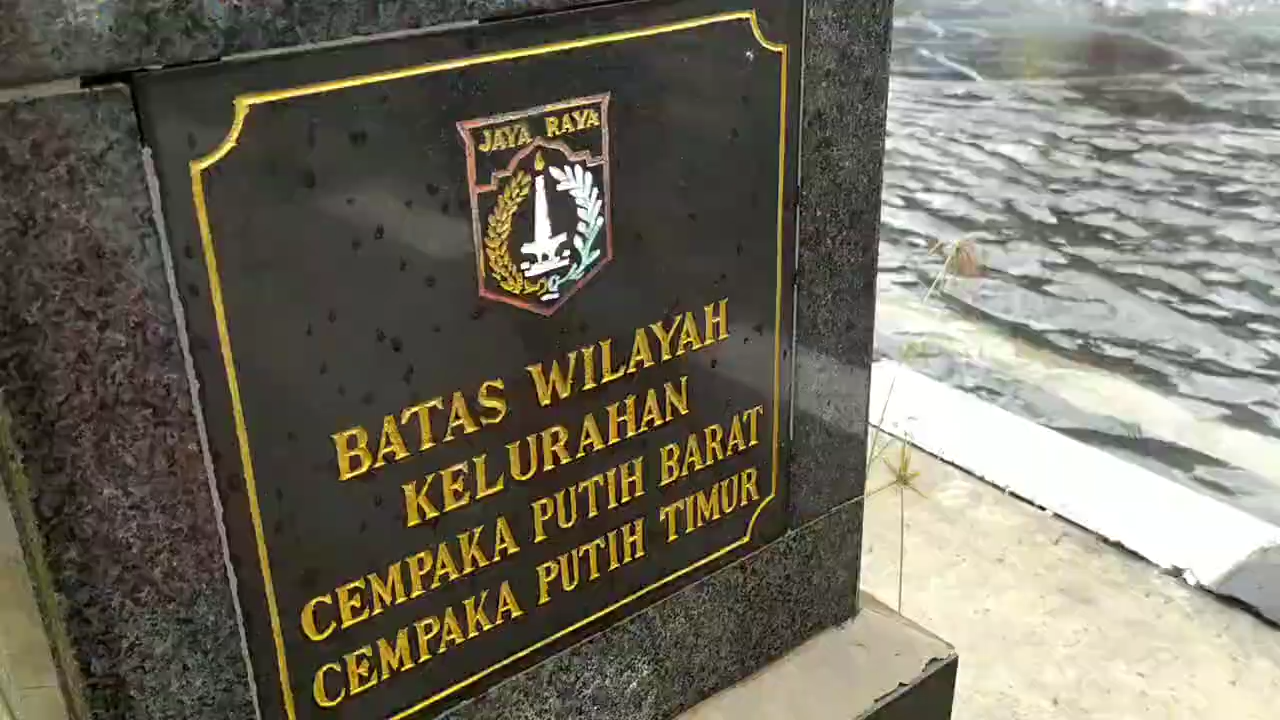 JAYA RAYA
BATAS WILAYAH
KELURAHAN
CEMPAKA PUTIH BARAT
CEMPAKA PUTIH TIMUR